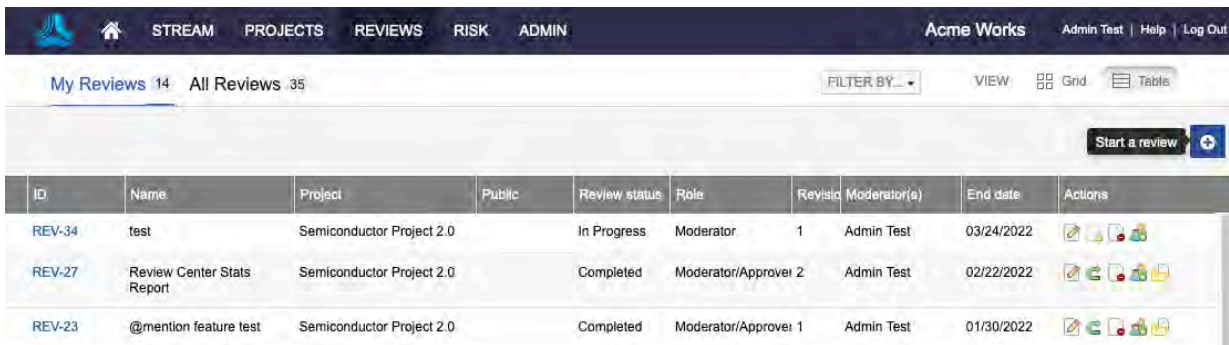 STREAM PROJECTS REVIEWS RISK ADMIN Acme Works Admin Test | Help | Log Out
My Reviews 14 All Reviews 35 FILTER BY... VIEW Grid Table
Start a review
ID Name Project Public Review status Role Revisio Moderator(s) End date Actions
REV-34 test Semiconductor Project 2.0 In Progress Moderator 1 Admin Test 03/24/2022
REV-27 Review Center Stats Semiconductor Project 2.0 Completed Moderator/Approver 2 Admin Test 02/22/2022
Report
REV-23 @mention feature test Semiconductor Project 2.0 Completed Moderator/Approver 1 Admin Test 01/30/2022